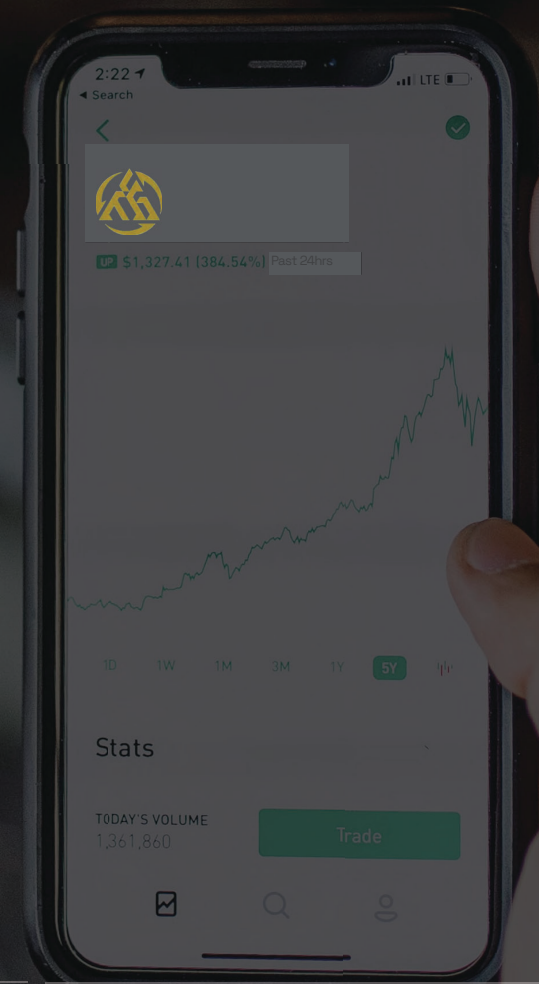 2:22 LTE
◀ Search
UP $1,327.41 (384.54%) Past 24hrs
1D 1W 1M 3M 1Y 5Y
Stats
TODAY'S VOLUME
1,361,860
Trade